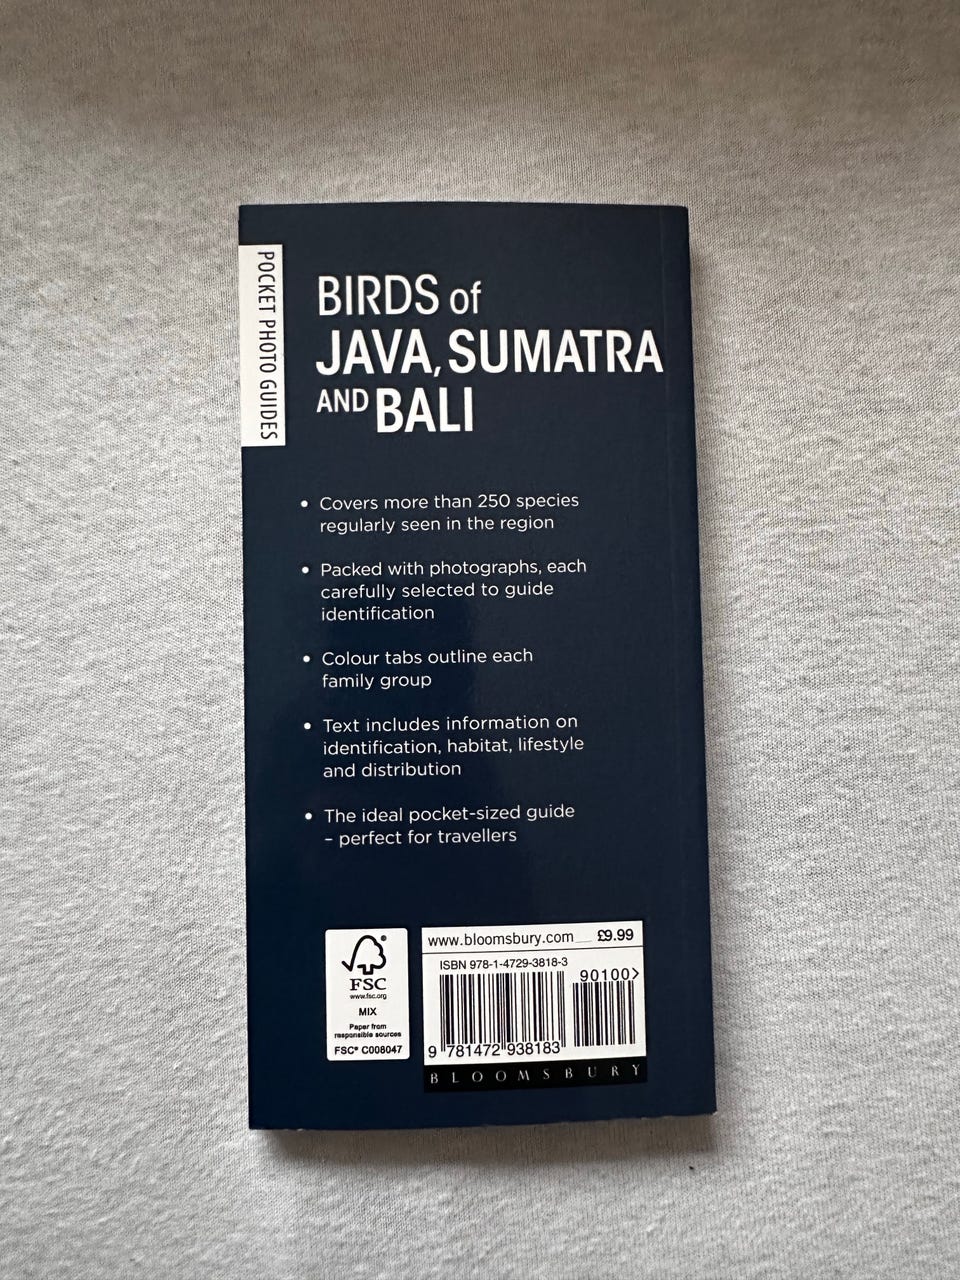 POCKET PHOTO GUIDES
BIRDS of
JAVA, SUMATRA
AND BALI
• Covers more than 250 species
regularly seen in the region
• Packed with photographs, each
carefully selected to guide
identification
• Colour tabs outline each
family group
• Text includes information on
identification, habitat, lifestyle
and distribution
• The ideal pocket-sized guide
– perfect for travellers
FSC
www.fsc.org
MIX
Paper from
responsible sources
FSC® C008047
www.bloomsbury.com £9.99
ISBN 978-1-4729-3818-3
90100>
9 781472 938183
BLOOMSBURY